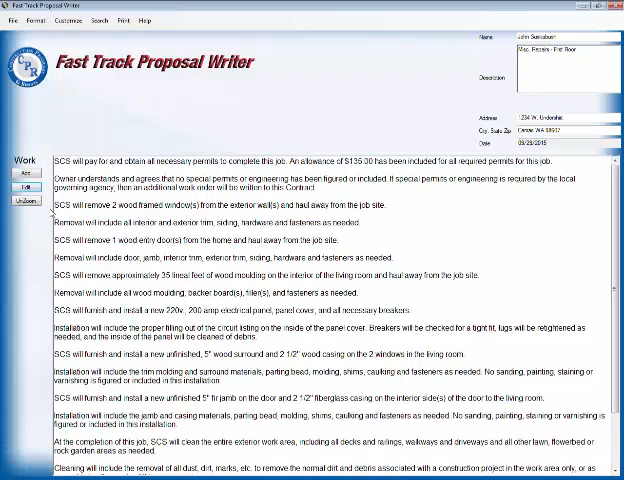 Fast Track Proposal Writer
File Format Customize Search Print Help
Fast Track Proposal Writer
CPR
Name John Suskabush
Description Misc. Repairs - First Floor
Address 1234 W. Undershirt
City, State Zip Camas WA 98607
Date 09/29/2015
Work
Add
Edit
UnZoom
SCS will pay for and obtain all necessary permits to complete this job. An allowance of $135.00 has been included for all required permits for this job.
Owner understands and agrees that no special permits or engineering has been figured or included. If special permits or engineering is required by the local
governing agency, then an additional work order will be written to this Contract
SCS will remove 2 wood framed window(s) from the exterior wall(s) and haul away from the job site.
Removal will include all interior and exterior trim, siding, hardware and fasteners as needed.
SCS will remove 1 wood entry door(s) from the home and haul away from the job site.
Removal will include door, jamb, interior trim, exterior trim, siding, hardware and fasteners as needed.
SCS will remove approximately 35 lineal feet of wood moulding on the interior of the living room and haul away from the job site.
Removal will include all wood moulding, backer board(s), filler(s), and fasteners as needed.
SCS will furnish and install a new 220v., 200 amp electrical panel, panel cover, and all necessary breakers.
Installation will include the proper filling out of the circuit listing on the inside of the panel cover. Breakers will be checked for a tight fit, lugs will be retightened as
needed, and the inside of the panel will be cleaned of debris.
SCS will furnish and install a new unfinished, 5" wood surround and 2 1/2" wood casing on the 2 windows in the living room.
Installation will include the trim molding and surround materials, parting bead, molding, shims, caulking and fasteners as needed. No sanding, painting, staining or
varnishing is figured or included in this installation.
SCS will furnish and install a new unfinished 5" fir jamb on the door and 2 1/2" fiberglass casing on the interior side(s) of the door to the living room.
Installation will include the jamb and casing materials, parting bead, molding, shims, caulking and fasteners as needed. No sanding, painting, staining or varnishing is
figured or included in this installation.
At the completion of this job, SCS will clean the entire exterior work area, including all decks and railings, walkways and driveways and all other lawn, flowerbed or
rock garden areas as needed.
Cleaning will include the removal of all dust, dirt, marks, etc. to remove the normal dirt and debris associated with a construction project in the work area only, or as